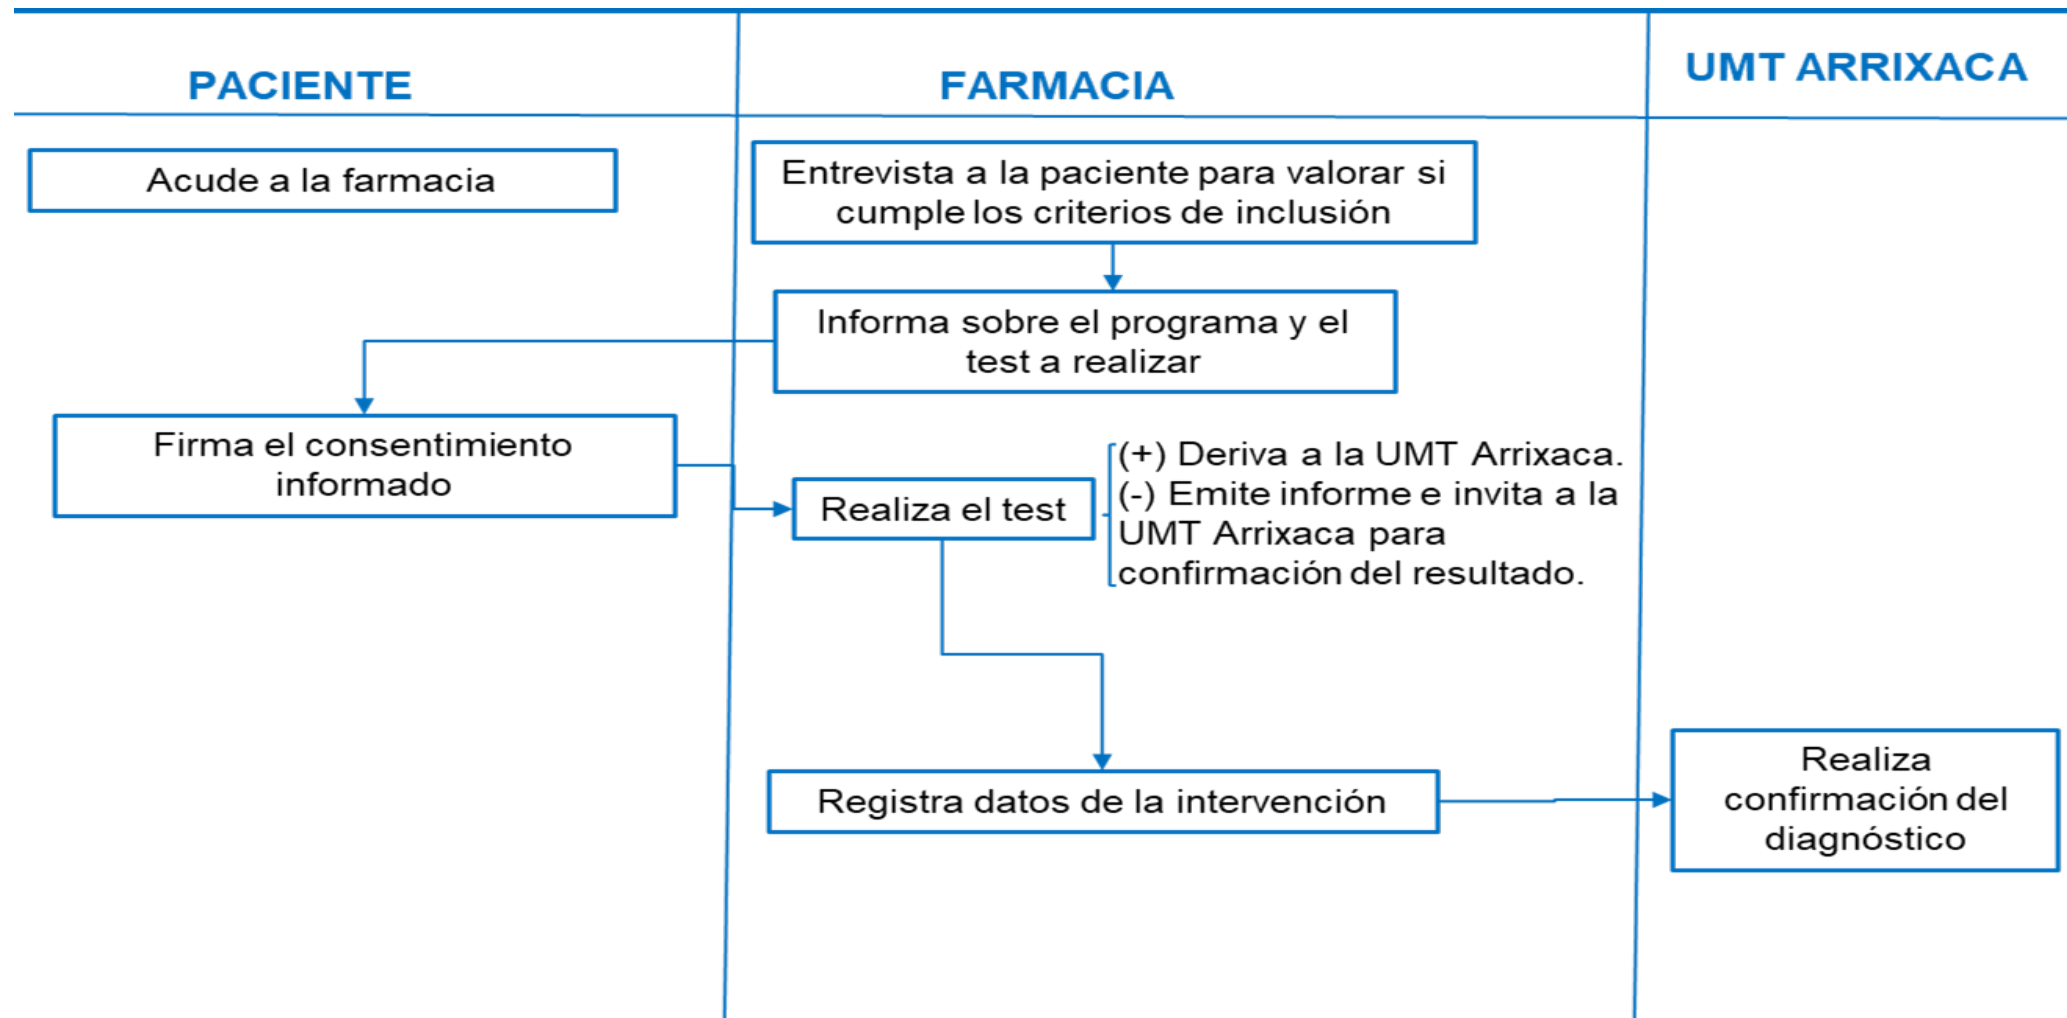 PACIENTE
FARMACIA
UMT ARRIXACA
Acude a la farmacia
Entrevista a la paciente para valorar si
cumple los criterios de inclusión
Informa sobre el programa y el
test a realizar
Firma el consentimiento
informado
Realiza el test
(+) Deriva a la UMT Arrixaca.
(-) Emite informe e invita a la
UMT Arrixaca para
confirmación del resultado.
Registra datos de la intervención
Realiza
confirmación del
diagnóstico